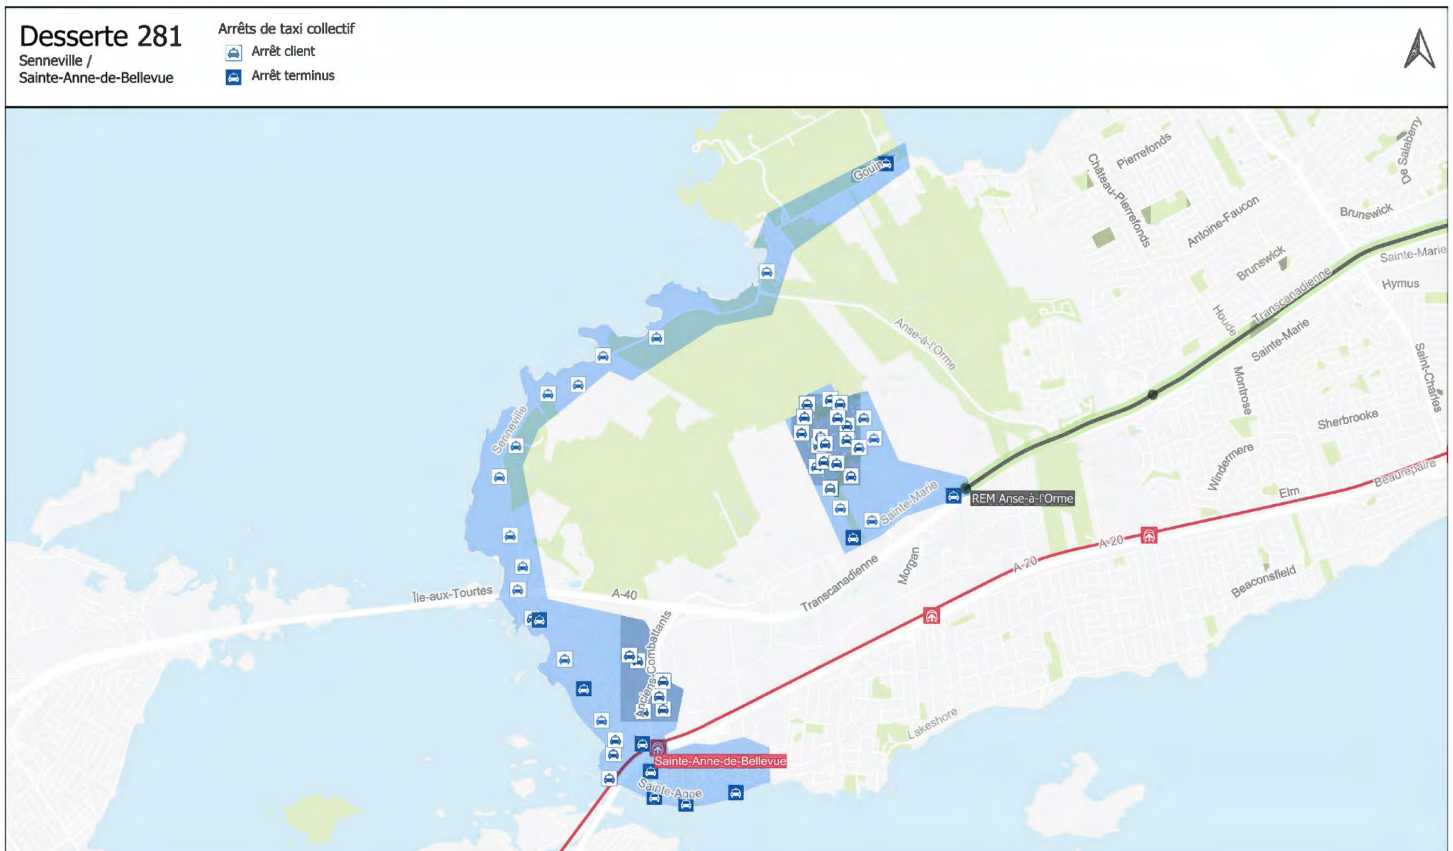 Desserte 281
Senneville /
Sainte-Anne-de-Bellevue
Arrêts de taxi collectif
Arrêt client
Arrêt terminus
De Salaberry
Pierrefonds
Château-Pierrefonds
Gouin
Antoine-Faucon
Brunswick
Brunswick
Sainte-Marie
Transcanadienne
Hymus
Houde
Anse-à-l'Orme
Sainte-Marie
Saint-Charles
Montrose
Senneville
Sherbrooke
Windermere
Beaurepaire
Sainte-Marie
Elm
REM Anse-à-l'Orme
A-20
Morgan
A-20
Transcanadienne
Beaconsfield
Île-aux-Tourtes
A-40
Anciens-Combattants
Lakeshore
Sainte-Anne-de-Bellevue
Sainte-Anne